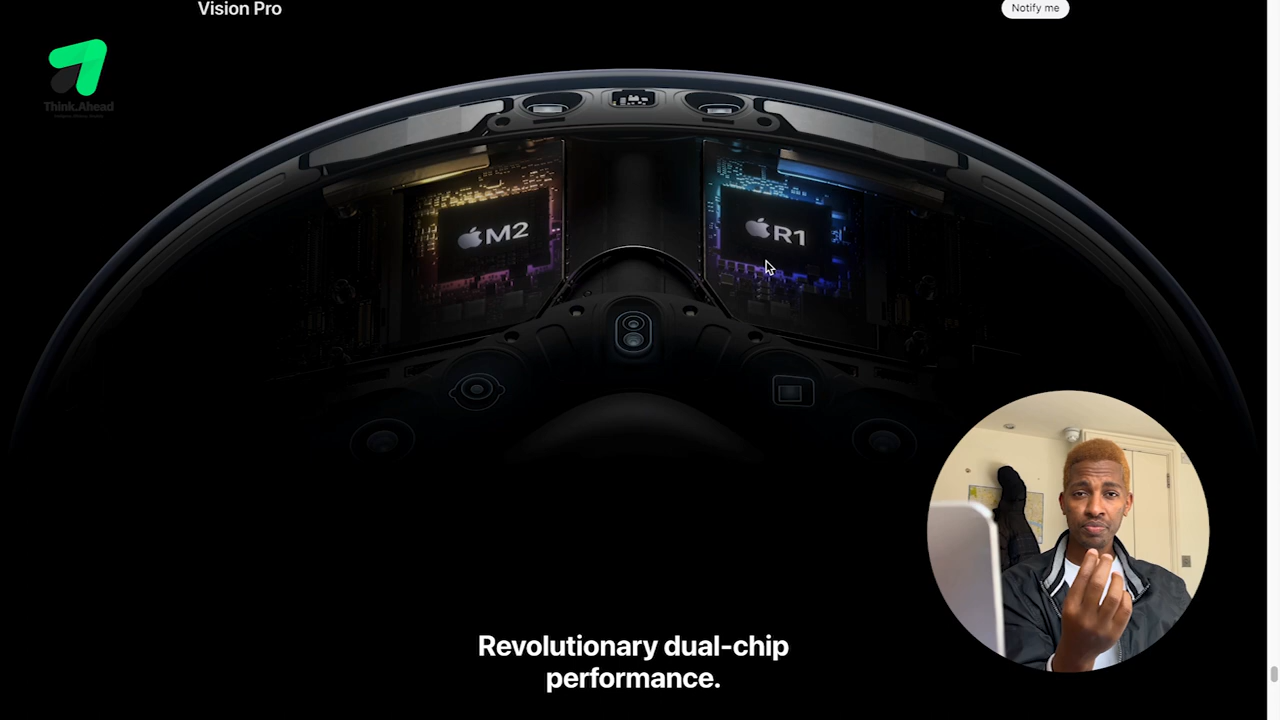 Vision Pro
Notify me
Think.Ahead
M2
R1
Revolutionary dual-chip
performance.